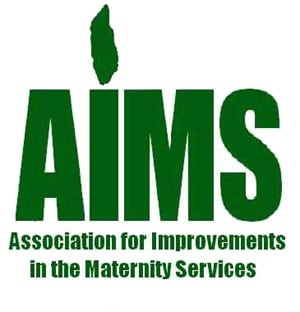 AIMS
Association for Improvements
in the Maternity Services